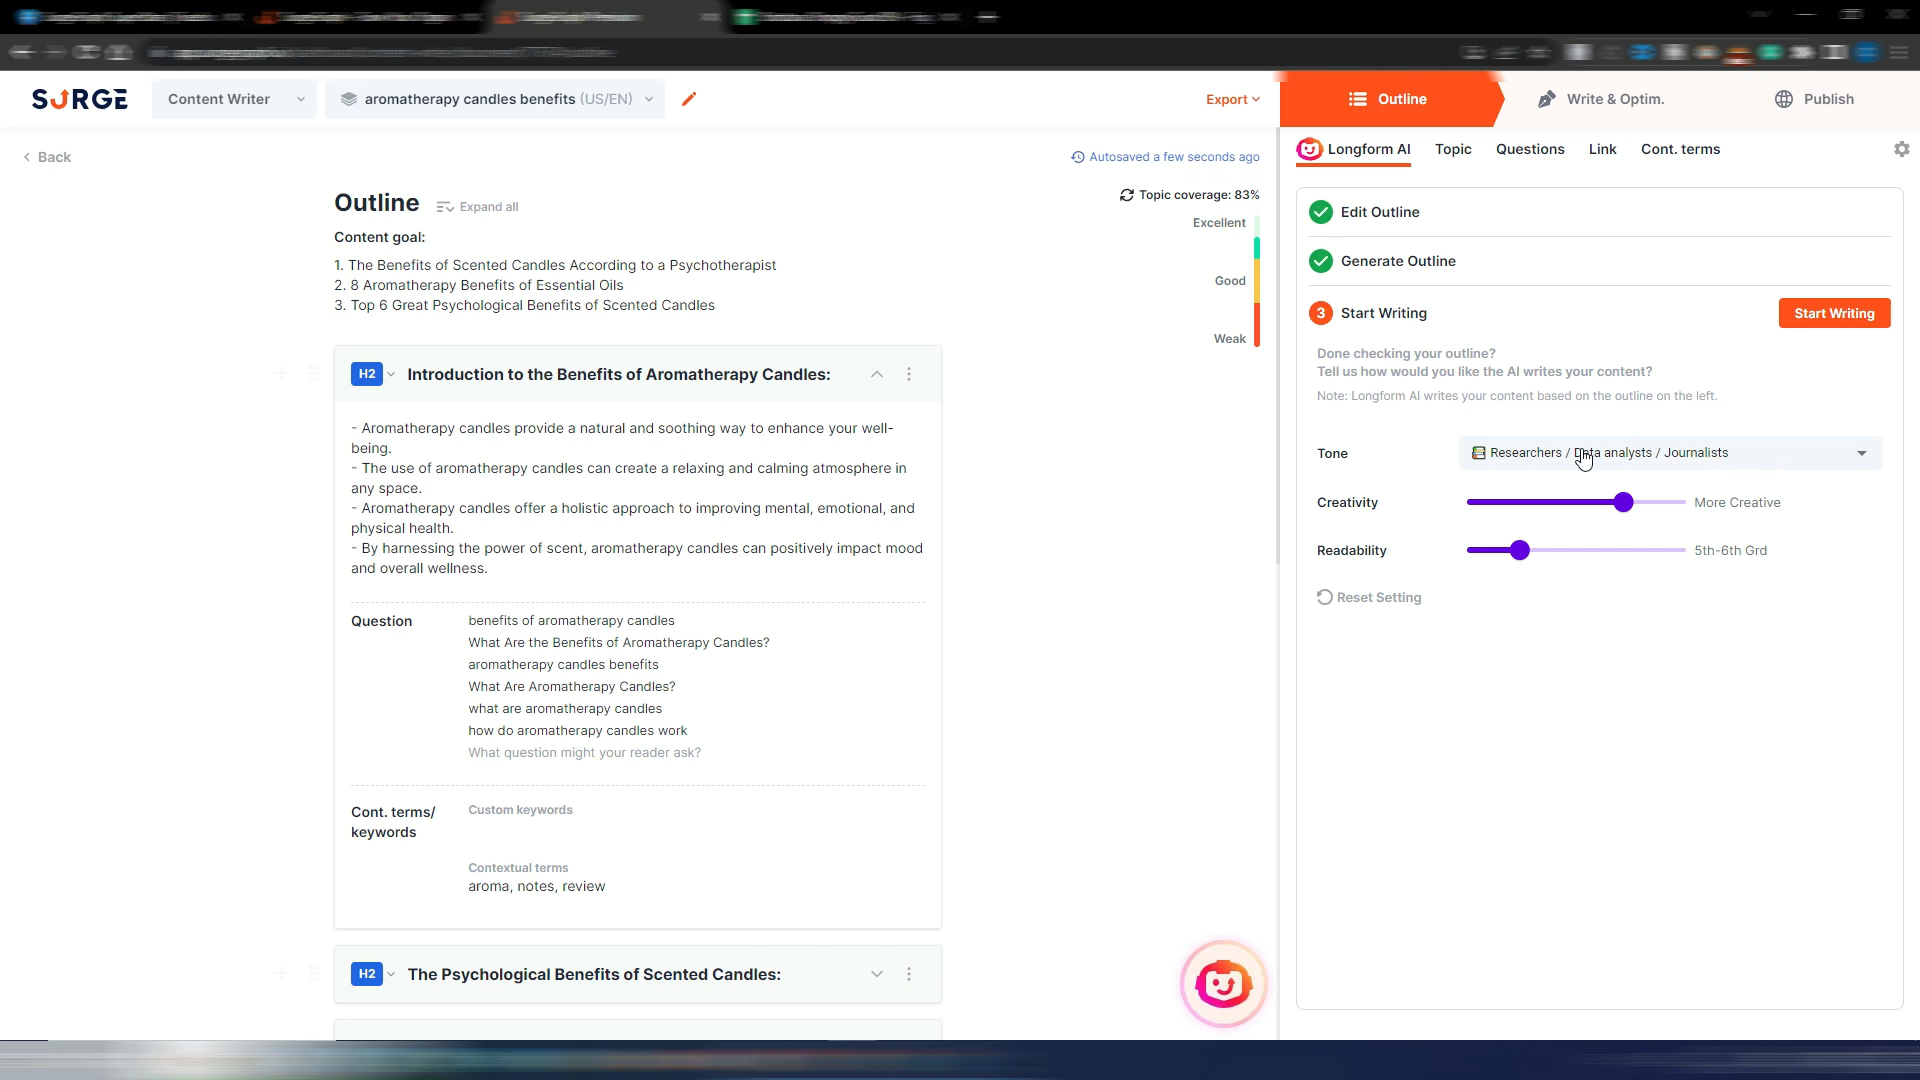 SURGE
Content Writer
aromatherapy candles benefits (US/EN)
Export
Outline
Write & Optim.
Publish
Back
Autosaved a few seconds ago
Longform AI
Topic
Questions
Link
Cont. terms
Outline
Expand all
Topic coverage: 83%
Excellent
Good
Weak
Content goal:
1. The Benefits of Scented Candles According to a Psychotherapist
2. 8 Aromatherapy Benefits of Essential Oils
3. Top 6 Great Psychological Benefits of Scented Candles
H2
Introduction to the Benefits of Aromatherapy Candles:
- Aromatherapy candles provide a natural and soothing way to enhance your well-
being.
- The use of aromatherapy candles can create a relaxing and calming atmosphere in
any space.
- Aromatherapy candles offer a holistic approach to improving mental, emotional, and
physical health.
- By harnessing the power of scent, aromatherapy candles can positively impact mood
and overall wellness.
Question
benefits of aromatherapy candles
What Are the Benefits of Aromatherapy Candles?
aromatherapy candles benefits
What Are Aromatherapy Candles?
what are aromatherapy candles
how do aromatherapy candles work
What question might your reader ask?
Cont. terms/
keywords
Custom keywords
Contextual terms
aroma, notes, review
H2
The Psychological Benefits of Scented Candles:
Edit Outline
Generate Outline
3
Start Writing
Start Writing
Done checking your outline?
Tell us how would you like the AI writes your content?
Note: Longform AI writes your content based on the outline on the left.
Tone
Researchers / Data analysts / Journalists
Creativity
More Creative
Readability
5th-6th Grd
Reset Setting